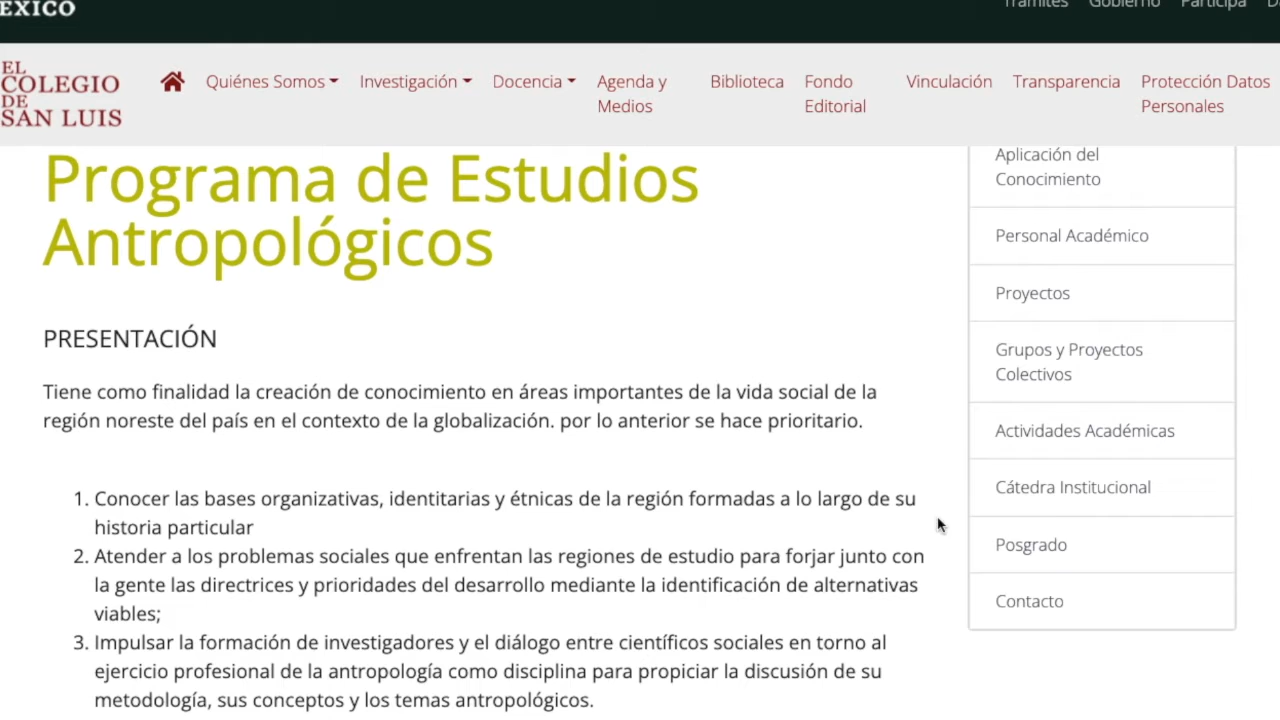 EXICO
Trámites Gobierno Participa
EL
COLEGIO
DE
SAN LUIS
Quiénes Somos
Investigación
Docencia
Agenda y
Medios
Biblioteca
Fondo
Editorial
Vinculación
Transparencia
Protección Datos
Personales
Programa de Estudios
Antropológicos
PRESENTACIÓN
Tiene como finalidad la creación de conocimiento en áreas importantes de la vida social de la
región noreste del país en el contexto de la globalización. por lo anterior se hace prioritario.
1. Conocer las bases organizativas, identitarias y étnicas de la región formadas a lo largo de su
historia particular
2. Atender a los problemas sociales que enfrentan las regiones de estudio para forjar junto con
la gente las directrices y prioridades del desarrollo mediante la identificación de alternativas
viables;
3. Impulsar la formación de investigadores y el diálogo entre científicos sociales en torno al
ejercicio profesional de la antropología como disciplina para propiciar la discusión de su
metodología, sus conceptos y los temas antropológicos.
Aplicación del
Conocimiento
Personal Académico
Proyectos
Grupos y Proyectos
Colectivos
Actividades Académicas
Cátedra Institucional
Posgrado
Contacto